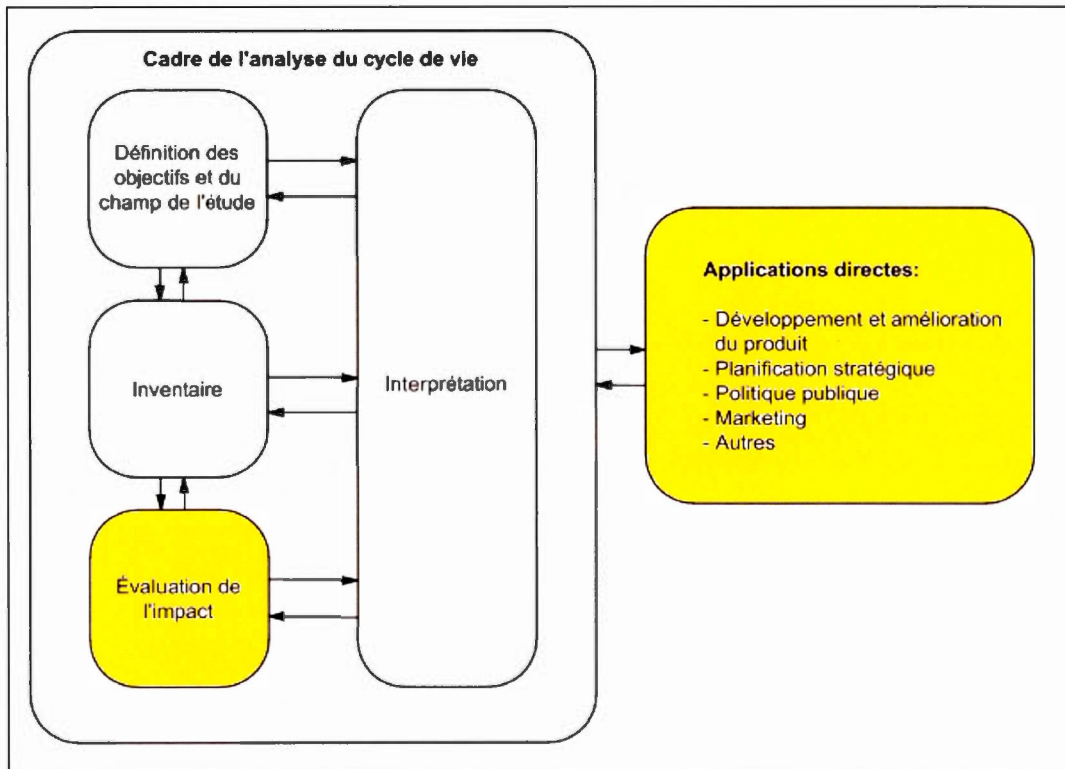 Cadre de l'analyse du cycle de vie
Définition des
objectifs et du
champ de l'étude
Inventaire
Évaluation de
l'impact
Interprétation
Applications directes:
- Développement et amélioration
du produit
- Planification stratégique
- Politique publique
- Marketing
- Autres